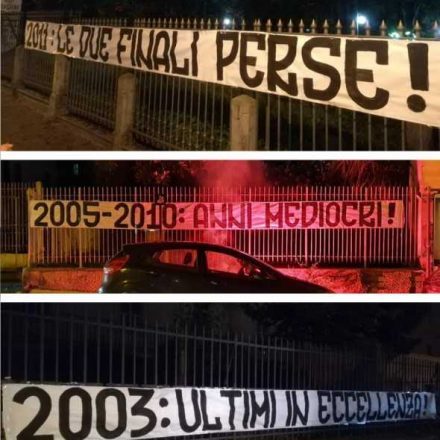 2011: LE DUE FINALI PERSE!
2005-2010: ANNI MEDIOCRI!
2003: ULTIMI IN ECCELLENZA!